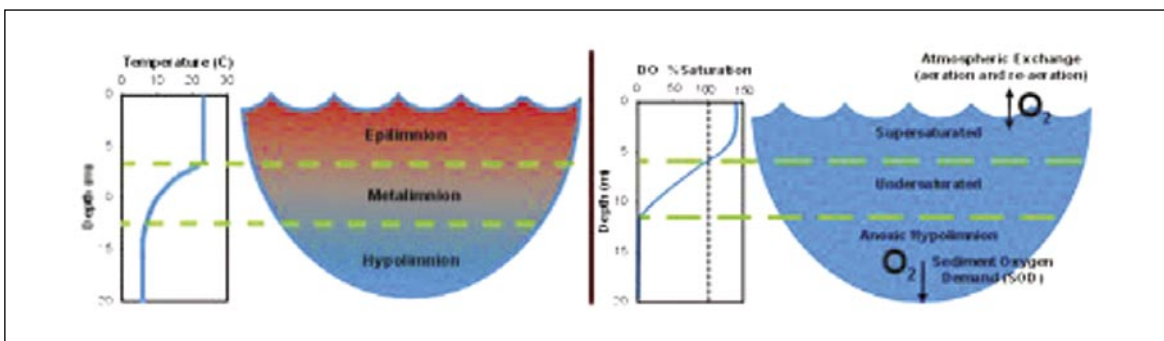 Temperature (C)
0 10 20 30
0
5
15
20
Depth (m)
Epilimnion
Metalimnion
Hypolimnion
DO %Saturation
0 50 100 150
0
5
10
15
20
Depth (m)
Atmospheric Exchange
(aeration and re-aeration)
O2
Supersaturated
Undersaturated
Anoxic Hypolimnion
O2
Sediment Oxygen
Demand (SOD)